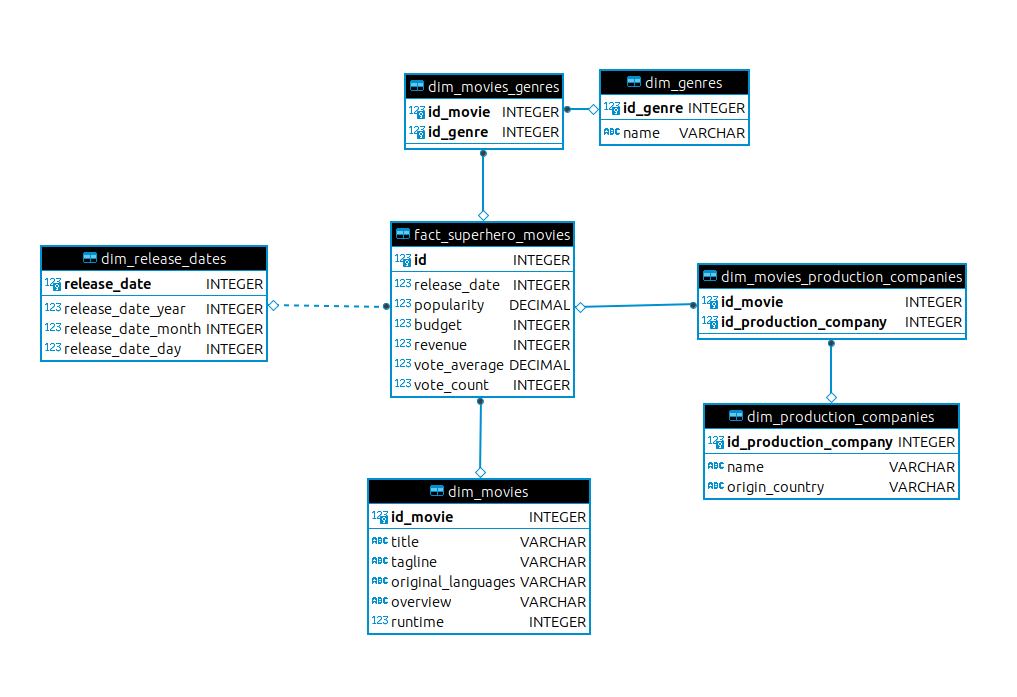 dim_movies_genres
123 id_movie INTEGER
123 id_genre INTEGER
dim_genres
123 id_genre INTEGER
ABC name VARCHAR
dim_release_dates
123 release_date INTEGER
123 release_date_year INTEGER
123 release_date_month INTEGER
123 release_date_day INTEGER
fact_superhero_movies
123 id INTEGER
123 release_date INTEGER
123 popularity DECIMAL
123 budget INTEGER
123 revenue INTEGER
123 vote_average DECIMAL
123 vote_count INTEGER
dim_movies_production_companies
123 id_movie INTEGER
123 id_production_company INTEGER
dim_production_companies
123 id_production_company INTEGER
ABC name VARCHAR
ABC origin_country VARCHAR
dim_movies
123 id_movie INTEGER
ABC title VARCHAR
ABC tagline VARCHAR
ABC original_languages VARCHAR
ABC overview VARCHAR
123 runtime INTEGER